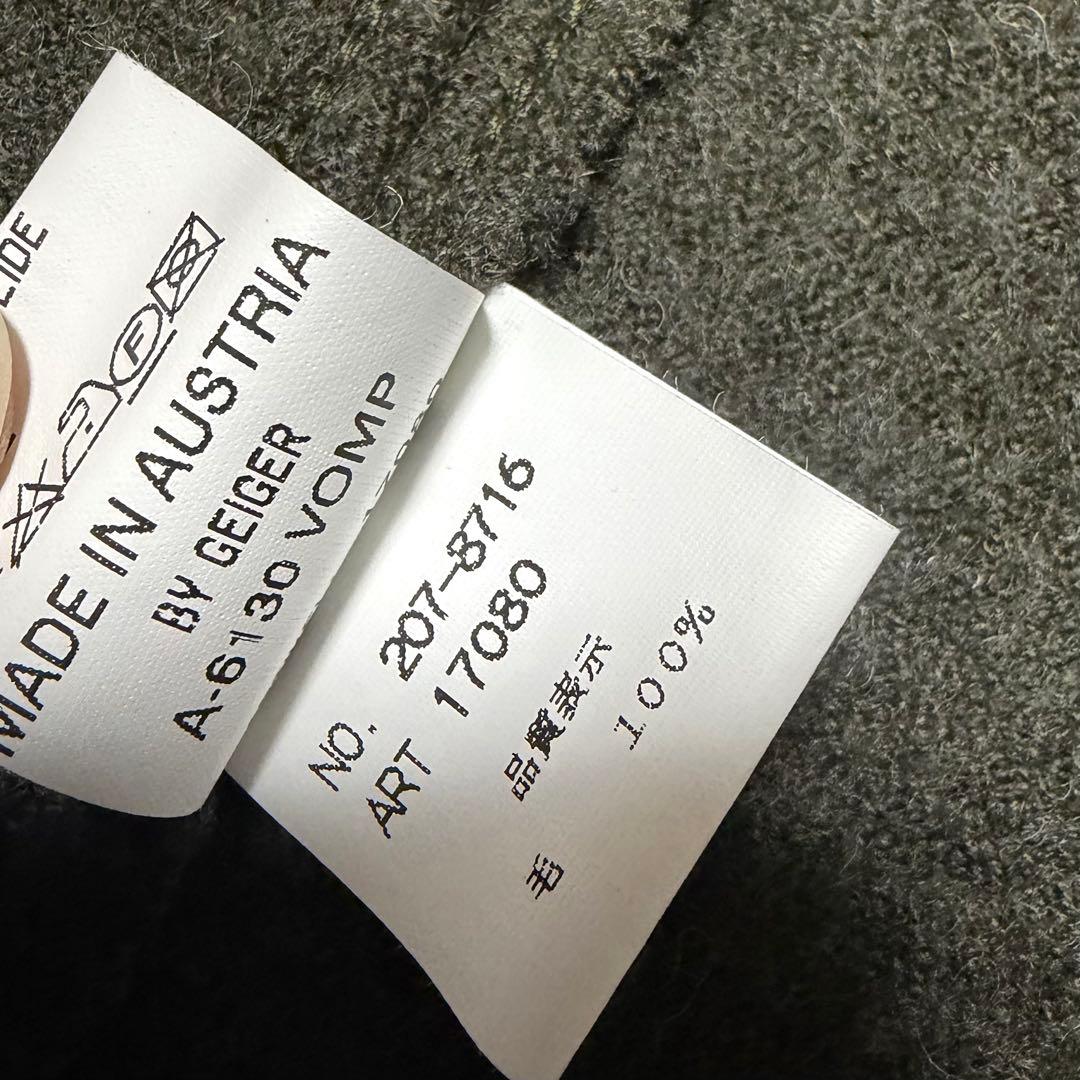 MADE IN AUSTRIA
BY GEIGER
A-6130 VOMP
NO. 207-8716
ART 17080
品質表示
毛 100%